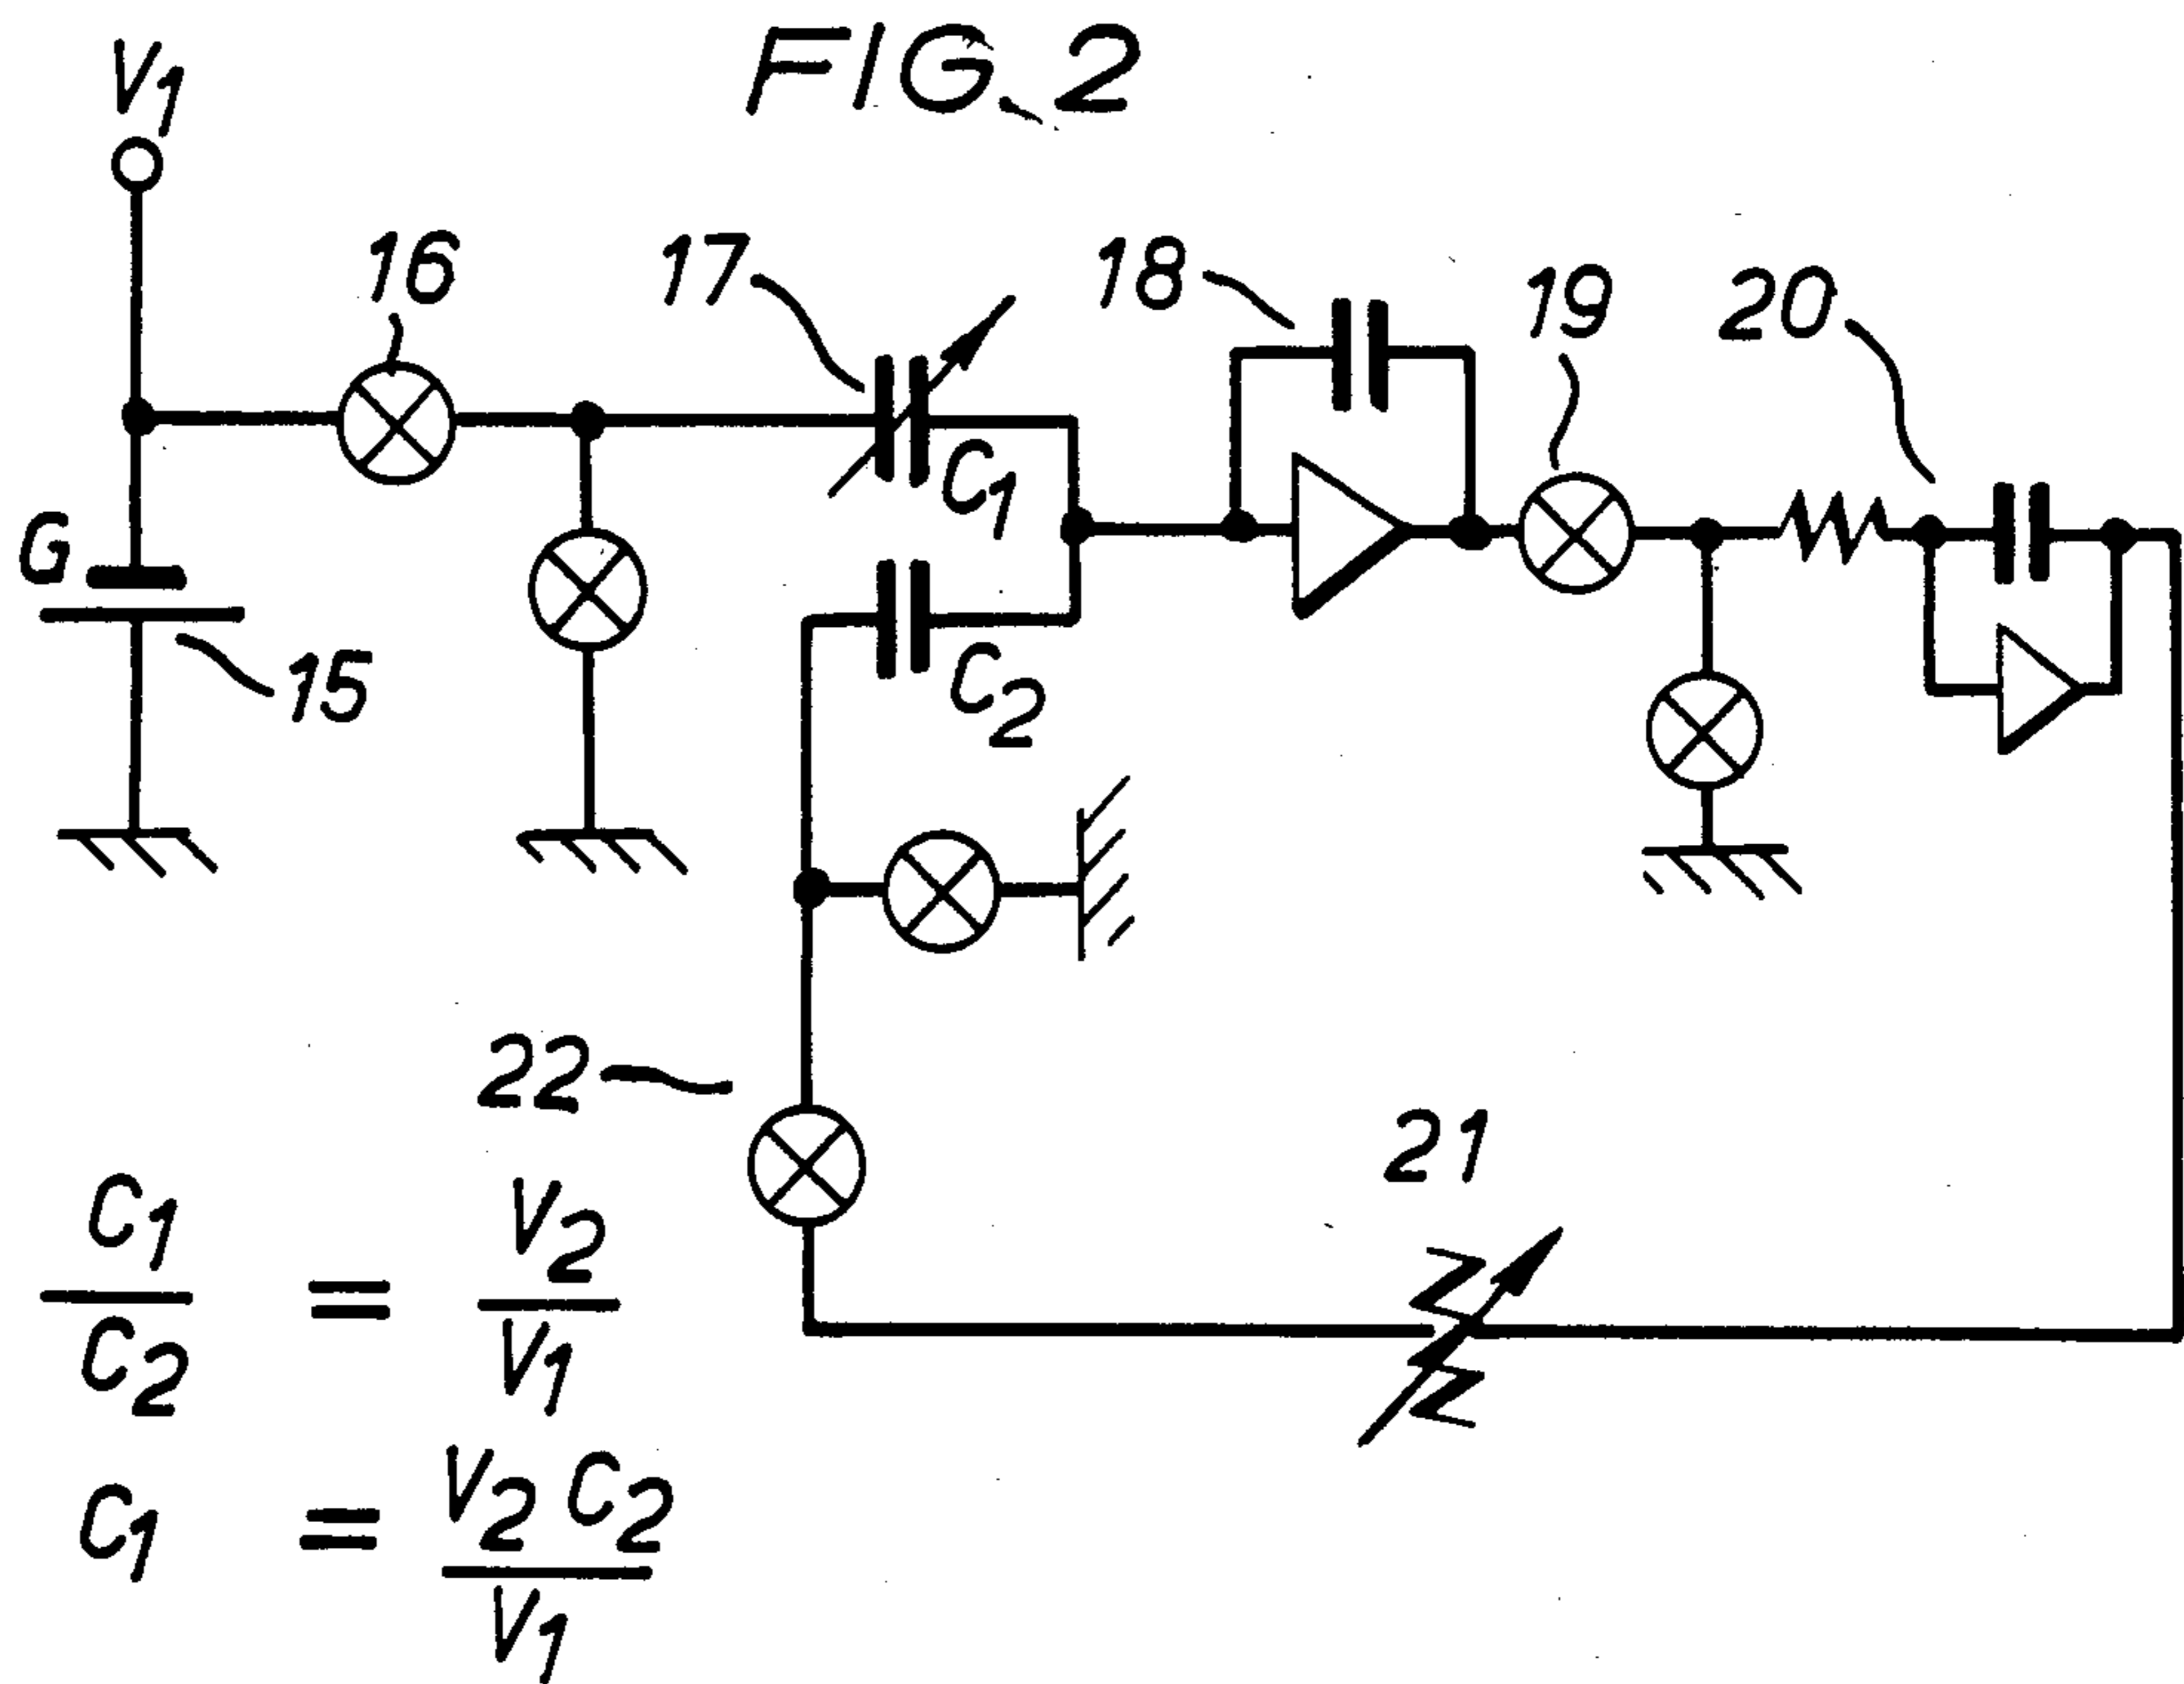 FIG. 2
V1
16
17
18
19
20
C1
G
15
C2
22
21
C1 / C2 = V2 / V1
C1 = V2 C2 / V1